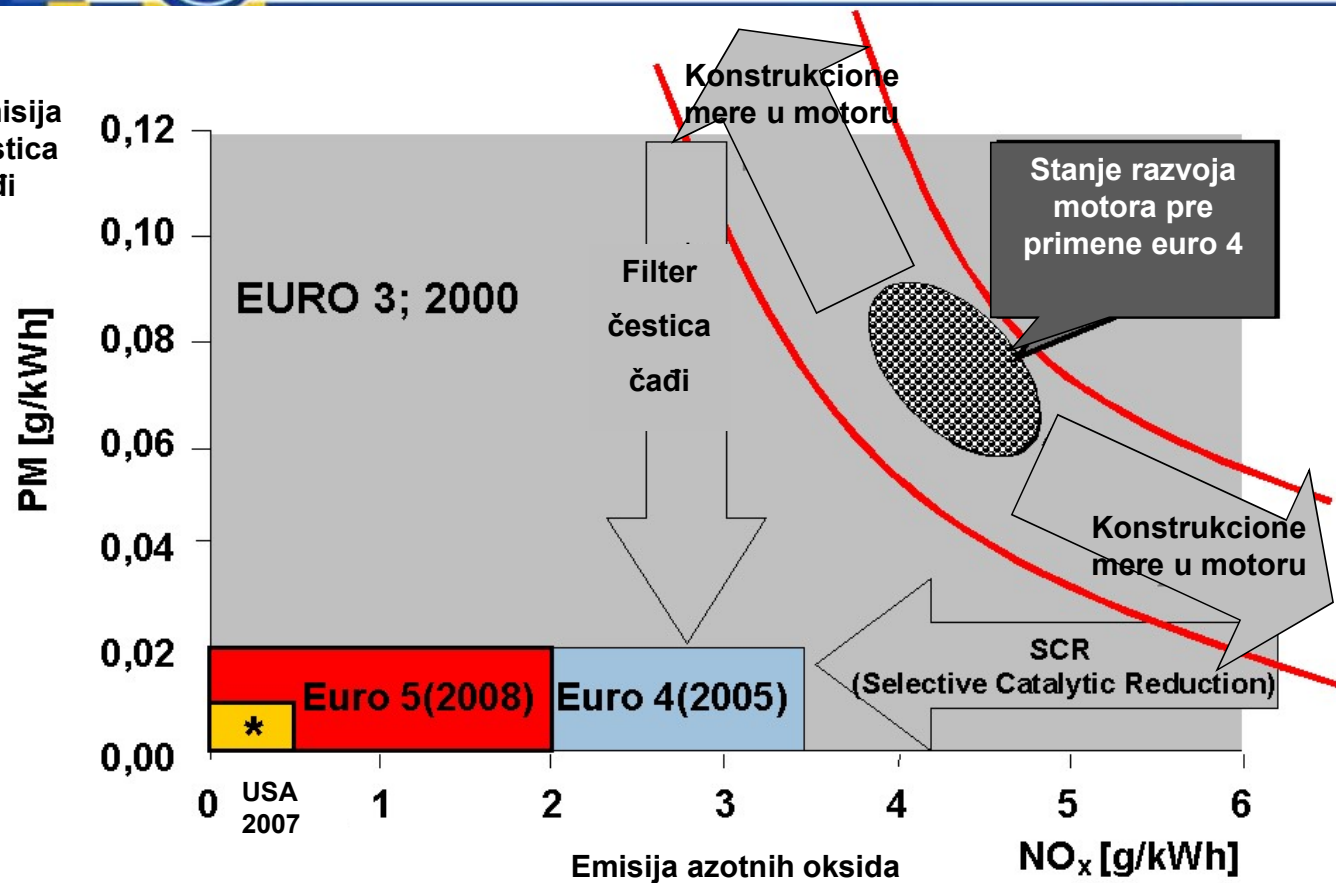 Konstrukcione
mere u motoru
0,12
0,10
0,08
0,06
0,04
0,02
0,00
PM [g/kWh]
EURO 3; 2000
Filter
čestica
čađi
Stanje razvoja
motora pre
primene euro 4
Konstrukcione
mere u motoru
SCR
(Selective Catalytic Reduction)
Euro 5(2008)
Euro 4(2005)
*
0
USA
2007
1
2
3
4
5
6
Emisija azotnih oksida
NOx [g/kWh]